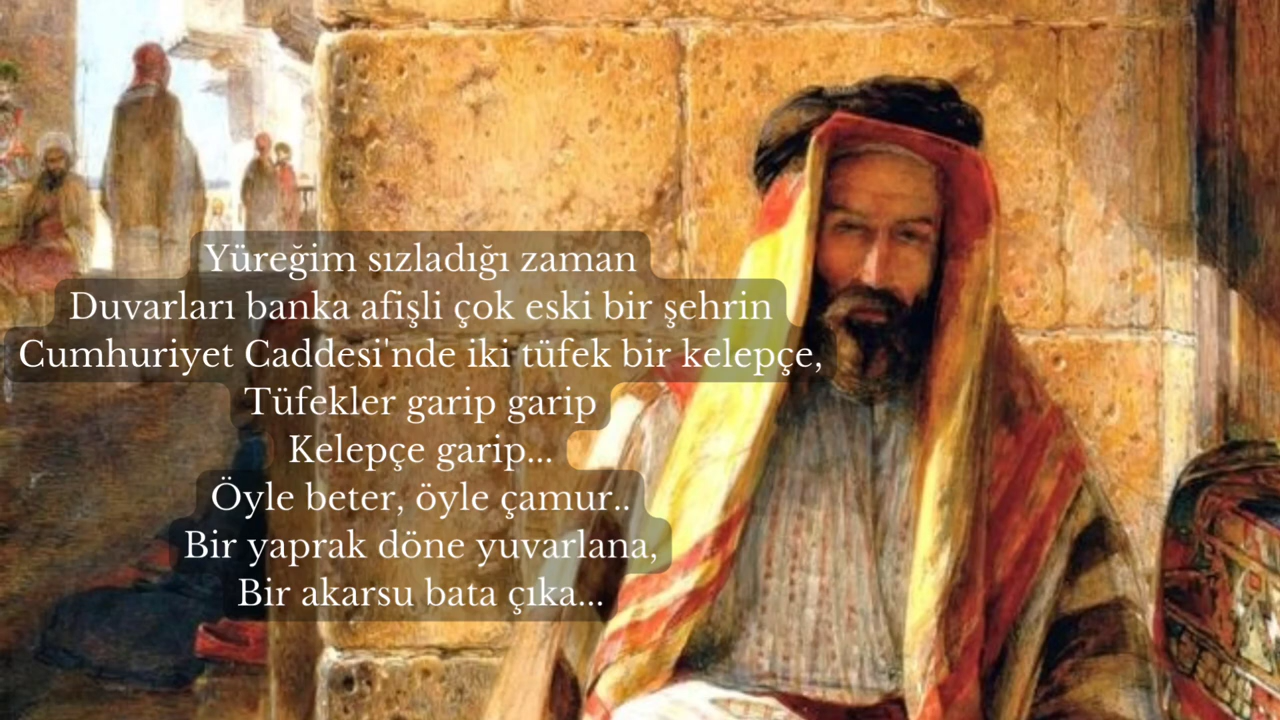 Yüreğim sızladığı zaman
Duvarları banka afişli çok eski bir şehrin
Cumhuriyet Caddesi'nde iki tüfek bir kelepçe,
Tüfekler garip garip
Kelepçe garip...
Öyle beter, öyle çamur..
Bir yaprak döne yuvarlana,
Bir akarsu bata çıka...